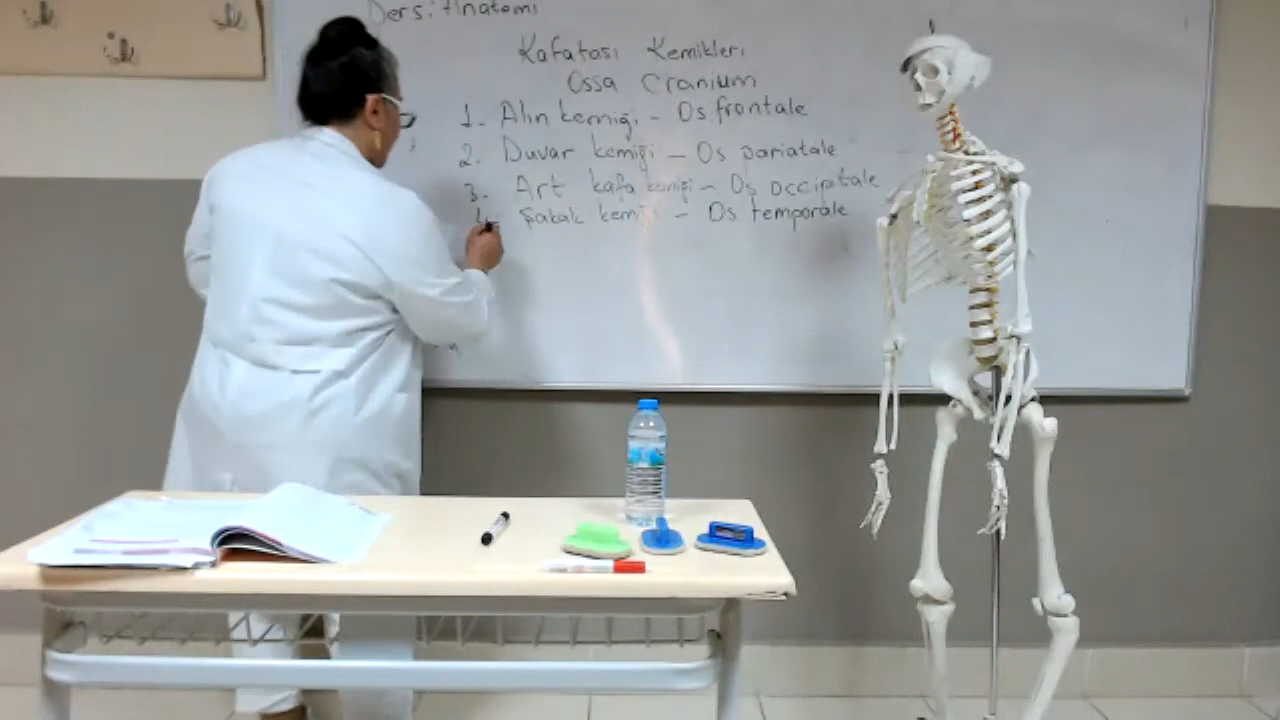 Ders: Anatomi
Kafatası Kemikleri
Ossa Cranium
1. Alın kemiği - Os frontale
2. Duvar kemiği - Os pariatale
3. Art kafa kemiği - Os occipitale
4. Şakak kemiği - Os temporale